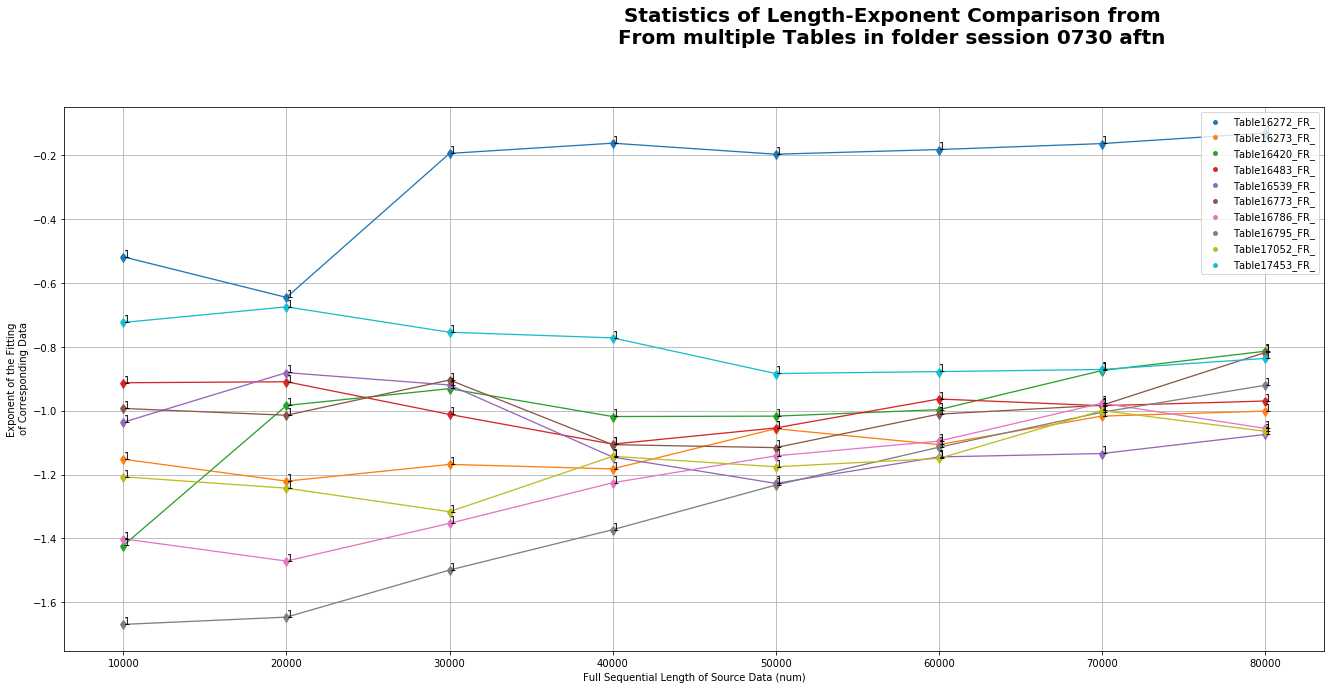 Statistics of Length-Exponent Comparison from
From multiple Tables in folder session 0730 aftn
Exponent of the Fitting
of Corresponding Data
−0.2
−0.4
−0.6
−0.8
−1.0
−1.2
−1.4
−1.6
Table16272_FR_
Table16273_FR_
Table16420_FR_
Table16483_FR_
Table16539_FR_
Table16773_FR_
Table16786_FR_
Table16795_FR_
Table17052_FR_
Table17453_FR_
10000 20000 30000 40000 50000 60000 70000 80000
Full Sequential Length of Source Data (num)